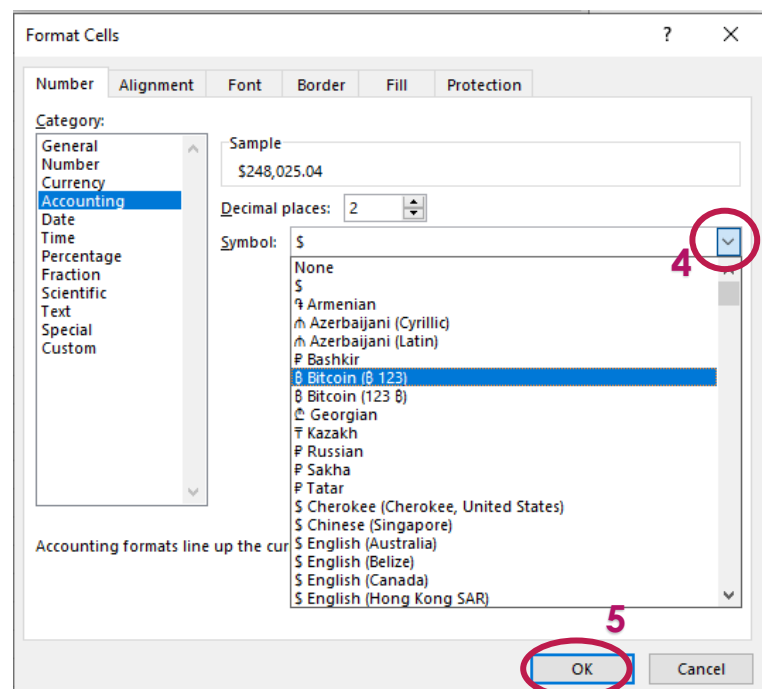 Format Cells ? ✕
Number Alignment Font Border Fill Protection
Category:
General
Number
Currency
Accounting
Date
Time
Percentage
Fraction
Scientific
Text
Special
Custom
Sample
$248,025.04
Decimal places: 2
Symbol: $
4
None
$
֏ Armenian
₼ Azerbaijani (Cyrillic)
₼ Azerbaijani (Latin)
₽ Bashkir
₿ Bitcoin (₿ 123)
₿ Bitcoin (123 ₿)
₾ Georgian
₸ Kazakh
₽ Russian
₽ Sakha
₽ Tatar
$ Cherokee (Cherokee, United States)
$ Chinese (Singapore)
$ English (Australia)
$ English (Belize)
$ English (Canada)
$ English (Hong Kong SAR)
Accounting formats line up the cur
5
OK Cancel